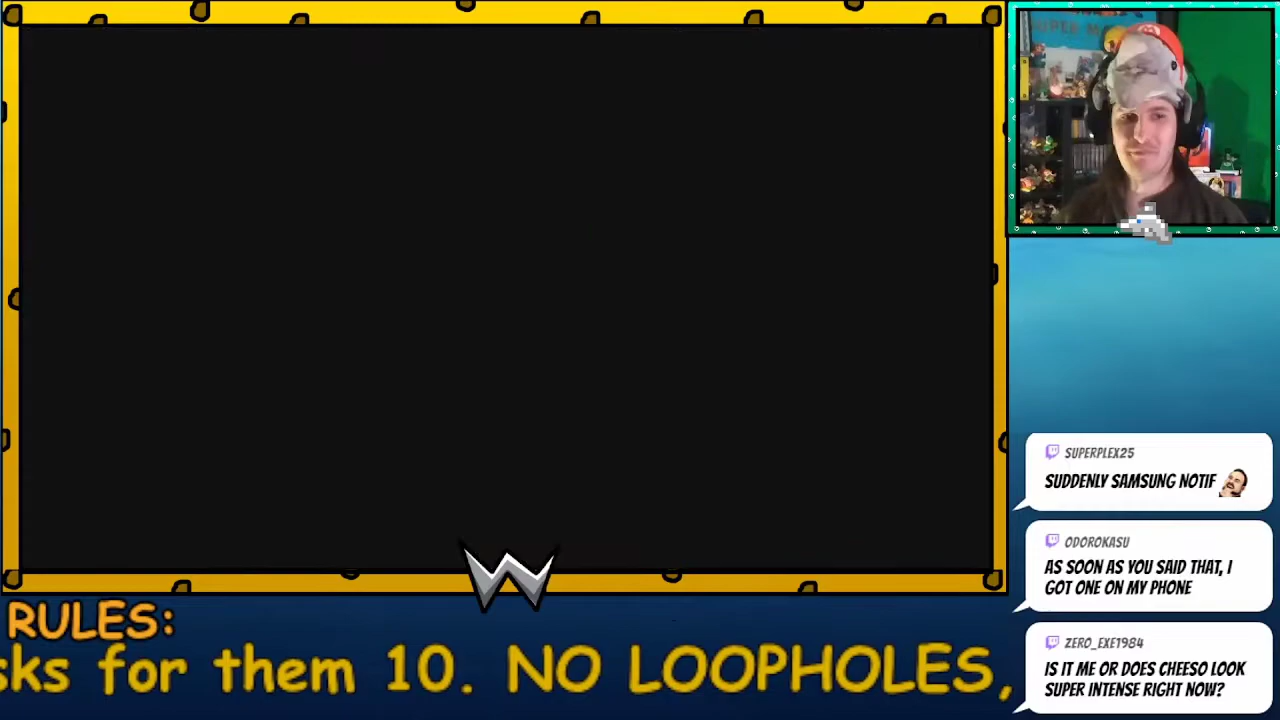 SUPERPLEX25
SUDDENLY SAMSUNG NOTIF
ODOROKASU
AS SOON AS YOU SAID THAT, I
GOT ONE ON MY PHONE
ZERO_EXE1984
IS IT ME OR DOES CHEESO LOOK
SUPER INTENSE RIGHT NOW?
RULES:
sks for them 10. NO LOOPHOLES,